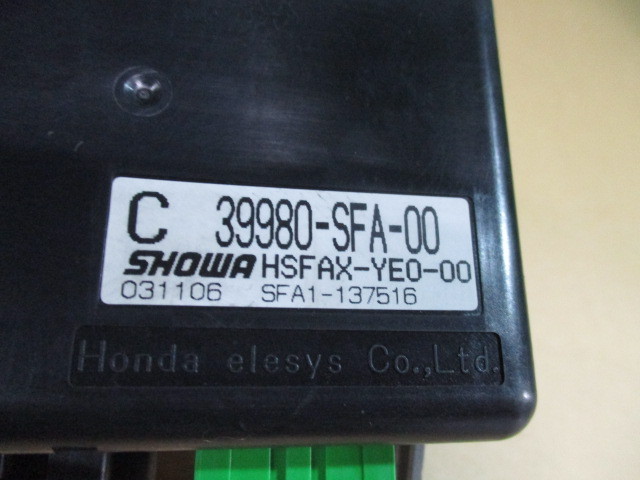 C 39980-SFA-00
SHOWA HSFAX-YE0-00
031106 SFA1-137516
Honda elesys Co.,Ltd.